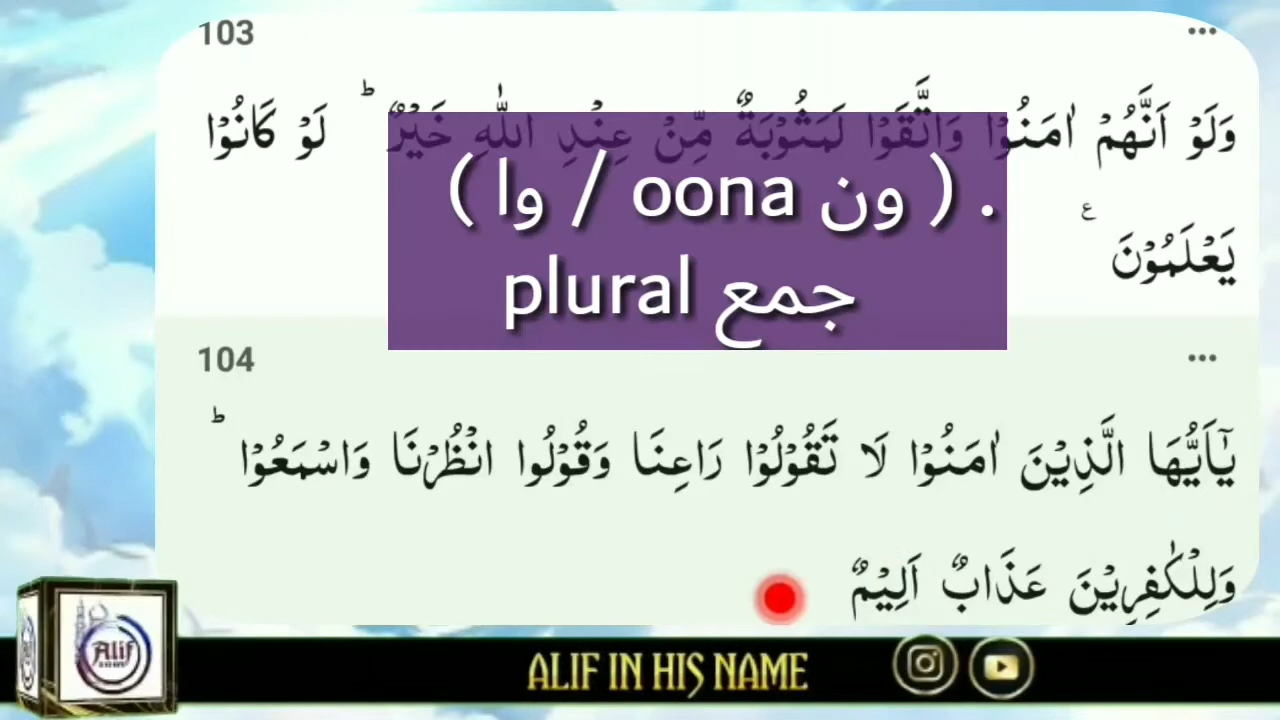 103
وَلَوْ اَنَّهُمْ اٰمَنُوْا وَاتَّقَوْا لَمَثُوْبَةٌ مِّنْ عِنْدِ اللّٰهِ خَيْرٌ ؕ لَوْ كَانُوْا
( وا / oona ون ) .
plural جمع
يَعْلَمُوْنَ ۧ
104
يٰٓاَيُّهَا الَّذِيْنَ اٰمَنُوْا لَا تَقُوْلُوْا رَاعِنَا وَقُوْلُوا انْظُرْنَا وَاسْمَعُوْا ؕ
وَلِلْكٰفِرِيْنَ عَذَابٌ اَلِيْمٌ
Alif
ALIF IN HIS NAME